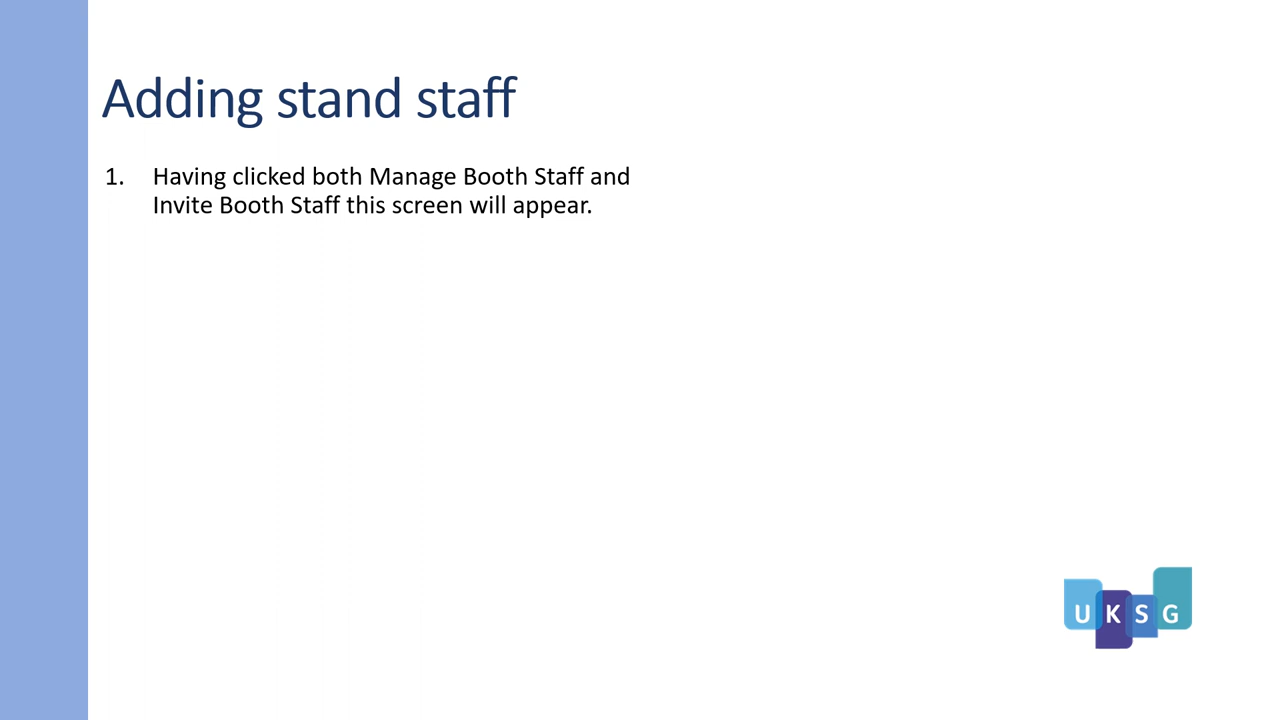 Adding stand staff
1. Having clicked both Manage Booth Staff and
Invite Booth Staff this screen will appear.
UKSG